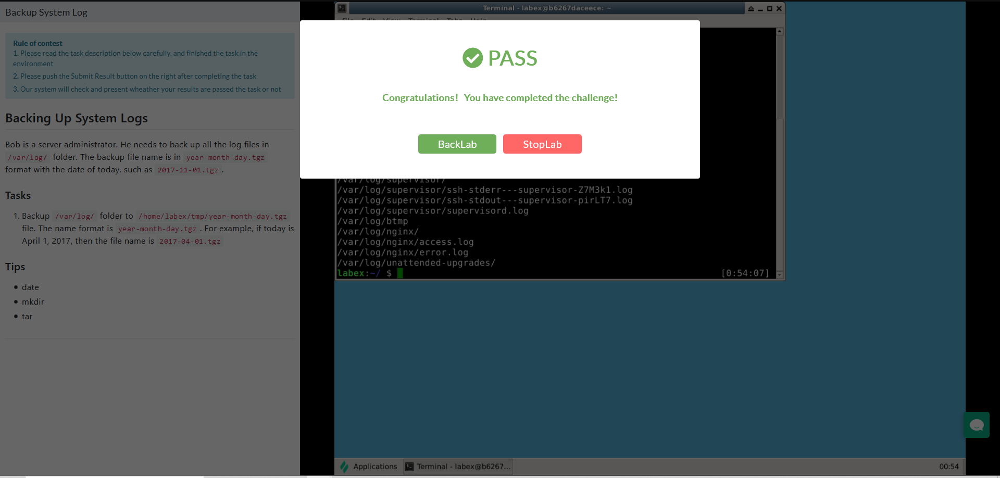 Backup System Log
Rule of contest
1. Please read the task description below carefully, and finished the task in the
environment
2. Please push the Submit Result button on the right after completing the task
3. Our system will check and present wheather your results are passed the task or not
Backing Up System Logs
Bob is a server administrator. He needs to back up all the log files in
/var/log/ folder. The backup file name is in year-month-day.tgz
format with the date of today, such as 2017-11-01.tgz.
Tasks
1. Backup /var/log/ folder to /home/labex/tmp/year-month-day.tgz
file. The name format is year-month-day.tgz. For example, if today is
April 1, 2017, then the file name is 2017-04-01.tgz
Tips
• date
• mkdir
• tar
Terminal - labex@b6267daceece: ~
File Edit View Terminal Tabs Help
PASS
Congratulations! You have completed the challenge!
BackLab StopLab
/var/log/supervisor/
/var/log/supervisor/ssh-stderr---supervisor-Z7M3k1.log
/var/log/supervisor/ssh-stdout---supervisor-pirLT7.log
/var/log/supervisor/supervisord.log
/var/log/btmp
/var/log/nginx/
/var/log/nginx/access.log
/var/log/nginx/error.log
/var/log/unattended-upgrades/
labex:~/ $ [0:54:07]
Applications Terminal - labex@b6267... 00:54